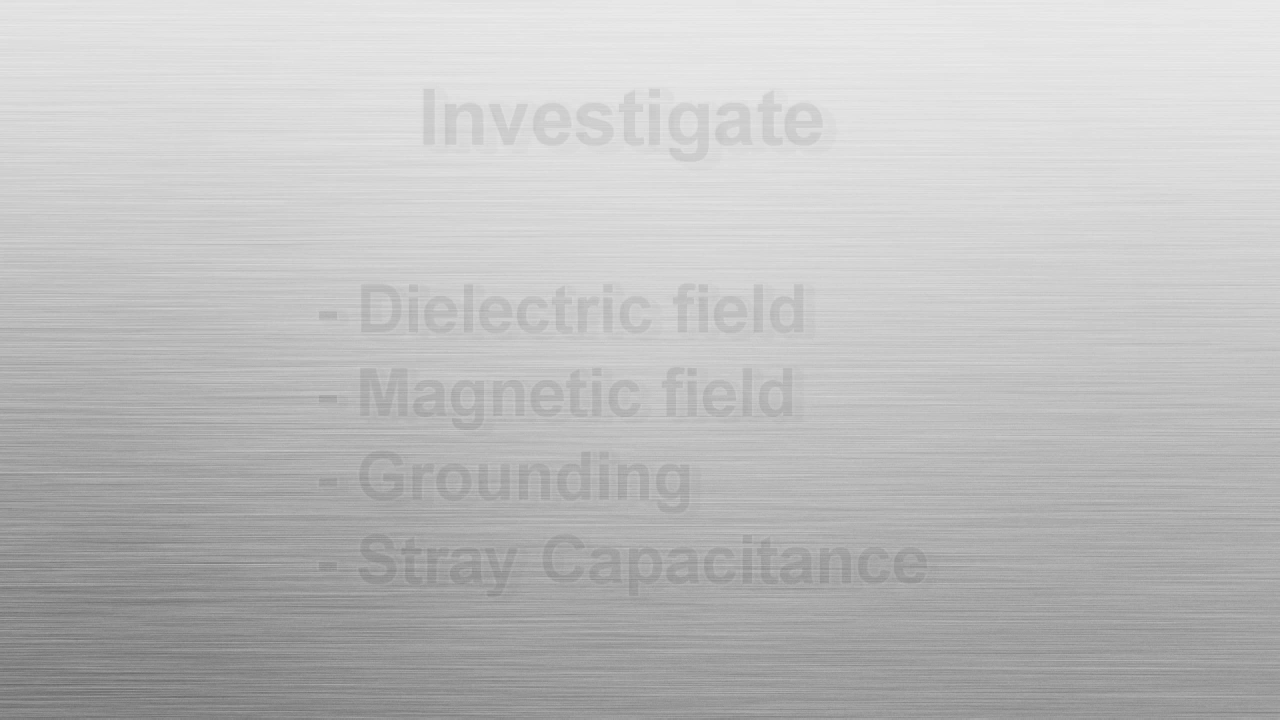 Investigate
- Dielectric field
- Magnetic field
- Grounding
- Stray Capacitance